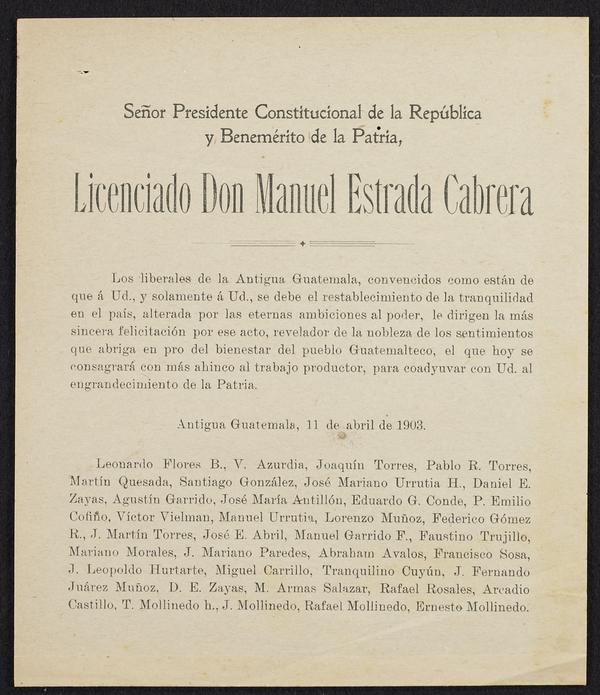 Señor Presidente Constitucional de la República
y Benemérito de la Patria,
Licenciado Don Manuel Estrada Cabrera
Los liberales de la Antigua Guatemala, convencidos como están de
que á Ud., y solamente á Ud., se debe el restablecimiento de la tranquilidad
en el país, alterada por las eternas ambiciones al poder, le dirigen la más
sincera felicitación por ese acto, revelador de la nobleza de los sentimientos
que abriga en pro del bienestar del pueblo Guatemalteco, el que hoy se
consagrará con más ahinco al trabajo productor, para coadyuvar con Ud. al
engrandecimiento de la Patria.
Antigua Guatemala, 11 de abril de 1903.
Leonardo Flores B., V. Azurdia, Joaquín Torres, Pablo R. Torres,
Martín Quesada, Santiago González, José Mariano Urrutia H., Daniel E.
Zayas, Agustín Garrido, José María Antillón, Eduardo G. Conde, P. Emilio
Cofiño, Víctor Vielman, Manuel Urrutia, Lorenzo Muñoz, Federico Gómez
R., J. Martín Torres, José E. Abril, Manuel Garrido F., Faustino Trujillo,
Mariano Morales, J. Mariano Paredes, Abraham Avalos, Francisco Sosa,
J. Leopoldo Hurtarte, Miguel Carrillo, Tranquilino Cuyún, J. Fernando
Juárez Muñoz, D. E. Zayas, M. Armas Salazar, Rafael Rosales, Arcadio
Castillo, T. Mollinedo h., J. Mollinedo, Rafael Mollinedo, Ernesto Mollinedo.